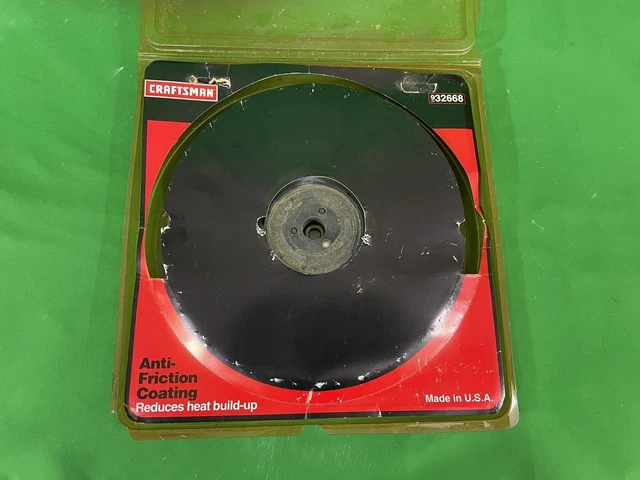 CRAFTSMAN
932668
Anti-
Friction
Coating
Reduces heat build-up
Made in U.S.A.